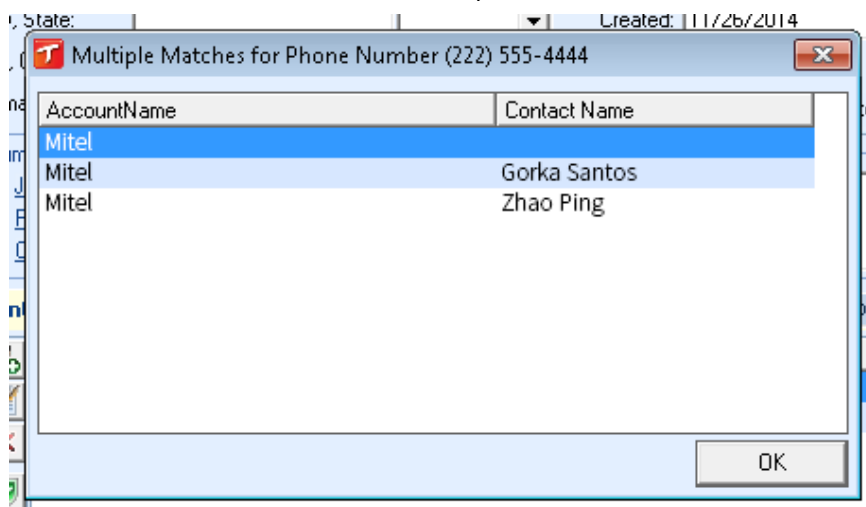 State: Created: 11/26/2014
Multiple Matches for Phone Number (222) 555-4444
AccountName Contact Name
Mitel
Mitel Gorka Santos
Mitel Zhao Ping
OK